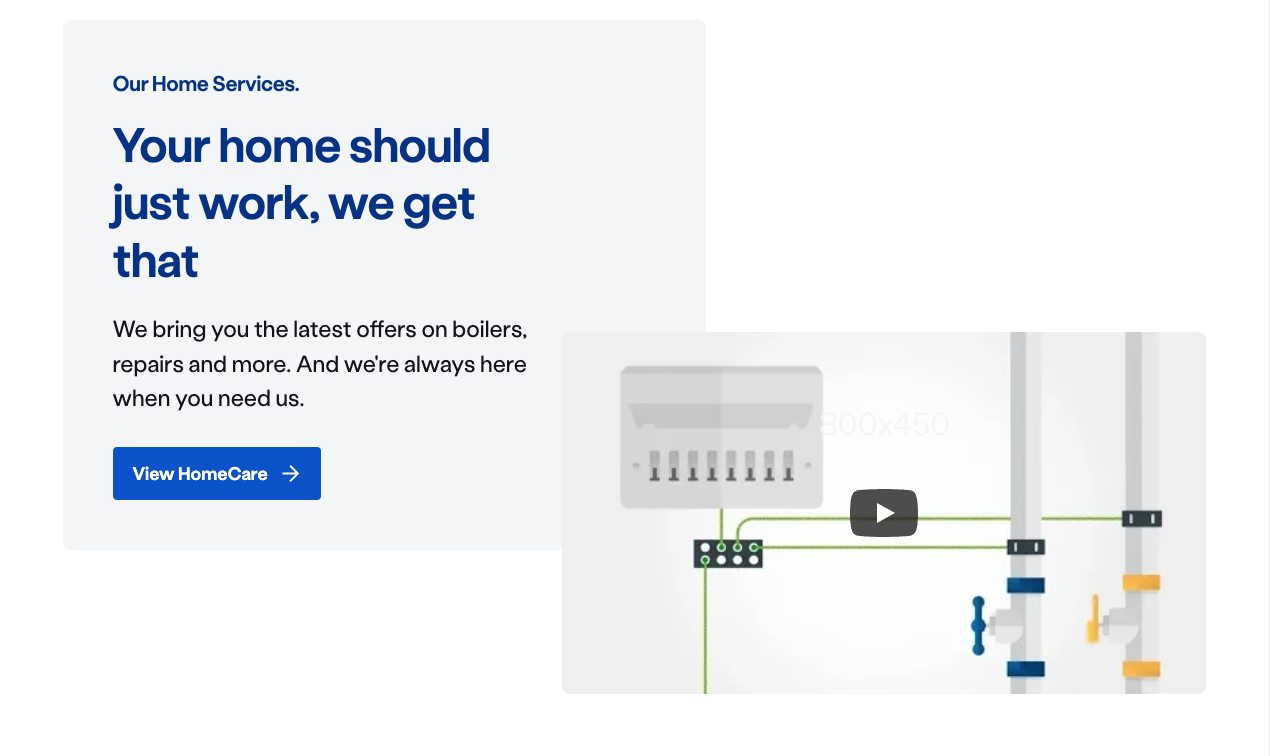 Our Home Services.
Your home should
just work, we get
that
We bring you the latest offers on boilers,
repairs and more. And we're always here
when you need us.
View HomeCare
800x450